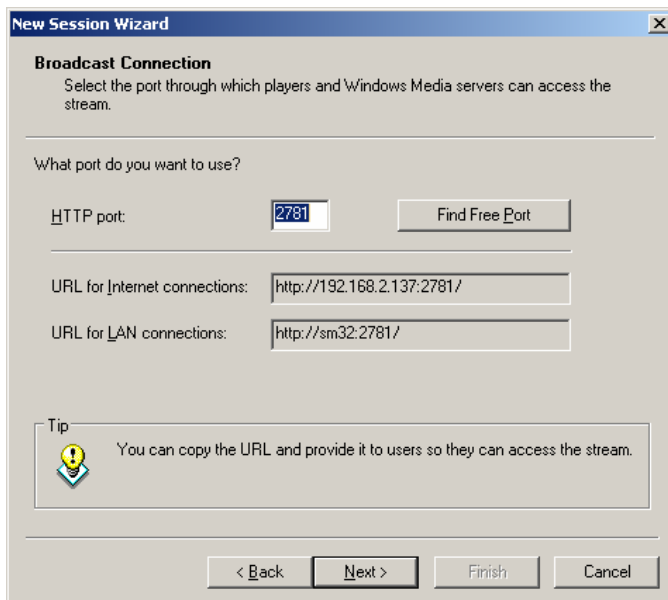 New Session Wizard
Broadcast Connection
Select the port through which players and Windows Media servers can access the
stream.
What port do you want to use?
HTTP port:
2781
Find Free Port
URL for Internet connections:
http://192.168.2.137:2781/
URL for LAN connections:
http://sm32:2781/
Tip
You can copy the URL and provide it to users so they can access the stream.
< Back
Next >
Finish
Cancel